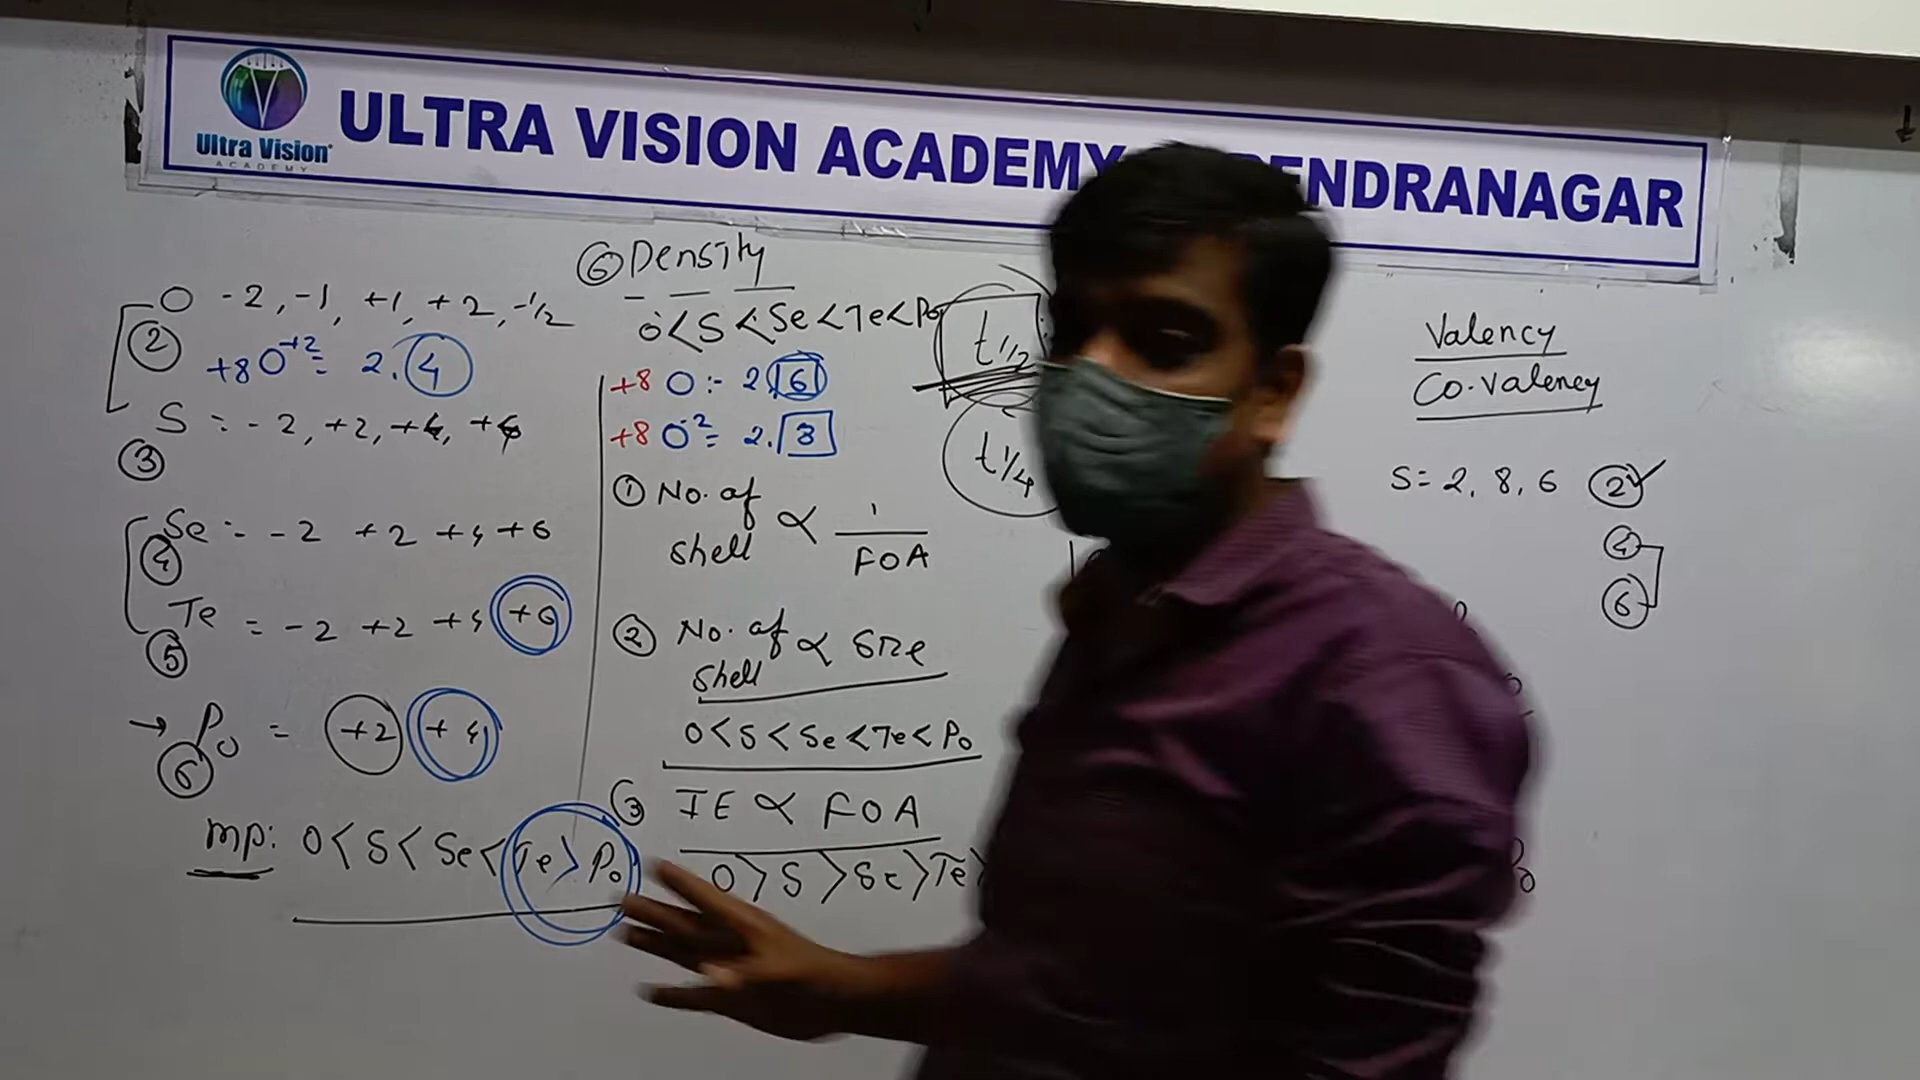 ULTRA VISION ACADEMY
ENDRANAGAR
Ultra Vision
ACADEMY
⑥ Density
O<S<Se<Te<Po
O -2, -1, +1, +2, -1/2
②
+8 O⁺² = 2.4
S = -2, +2, +4, +6
③
Se = -2 +2 +4 +6
④
Te = -2 +2 +4 +6
⑤
→ Po = +2 +4
⑥
mp: O<S<Se<Te>Po
+8 O :- 2,6
+8 O⁻² = 2.8
① No. of shell ∝ 1/FOA
② No. of shell ∝ Size
O<S<Se<Te<Po
③ IE ∝ FOA
O>S>Se>Te>
t1/2
t1/4
Valency
Co-valency
S = 2, 8, 6 ② ✓
④
⑥